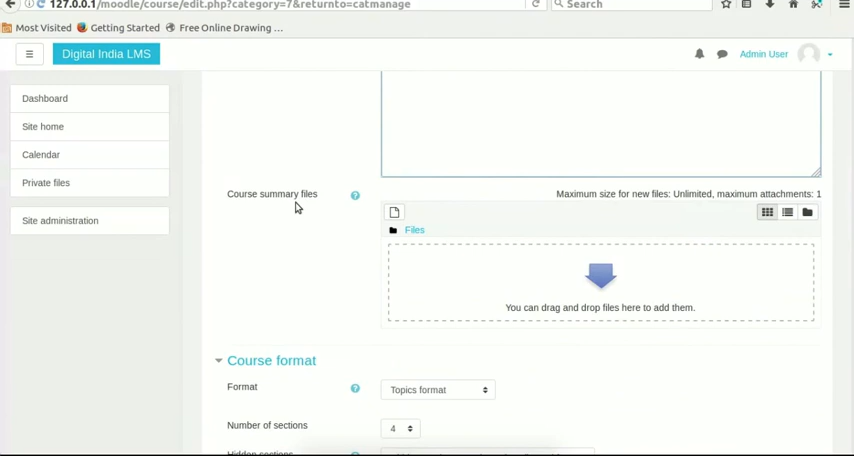 127.0.0.1/moodle/course/edit.php?category=7&returnto=catmanage
Search
Most Visited Getting Started Free Online Drawing ...
Digital India LMS
Admin User
Dashboard
Site home
Calendar
Private files
Site administration
Course summary files
Maximum size for new files: Unlimited, maximum attachments: 1
Files
You can drag and drop files here to add them.
Course format
Format
Topics format
Number of sections
4
Hidden sections